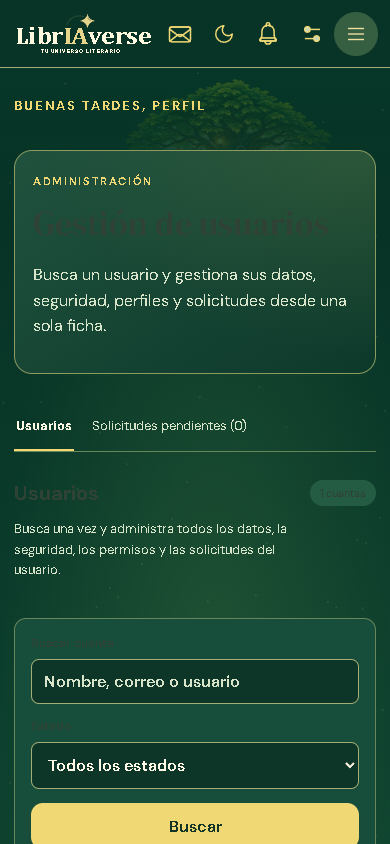 LibrIAverse
TU UNIVERSO LITERARIO
BUENAS TARDES, PERFIL
ADMINISTRACIÓN
Gestión de usuarios
Busca un usuario y gestiona sus datos,
seguridad, perfiles y solicitudes desde una
sola ficha.
Usuarios Solicitudes pendientes (0)
Usuarios 1 cuentas
Busca una vez y administra todos los datos, la
seguridad, los permisos y las solicitudes del
usuario.
Nombre, correo o usuario
Todos los estados
Buscar